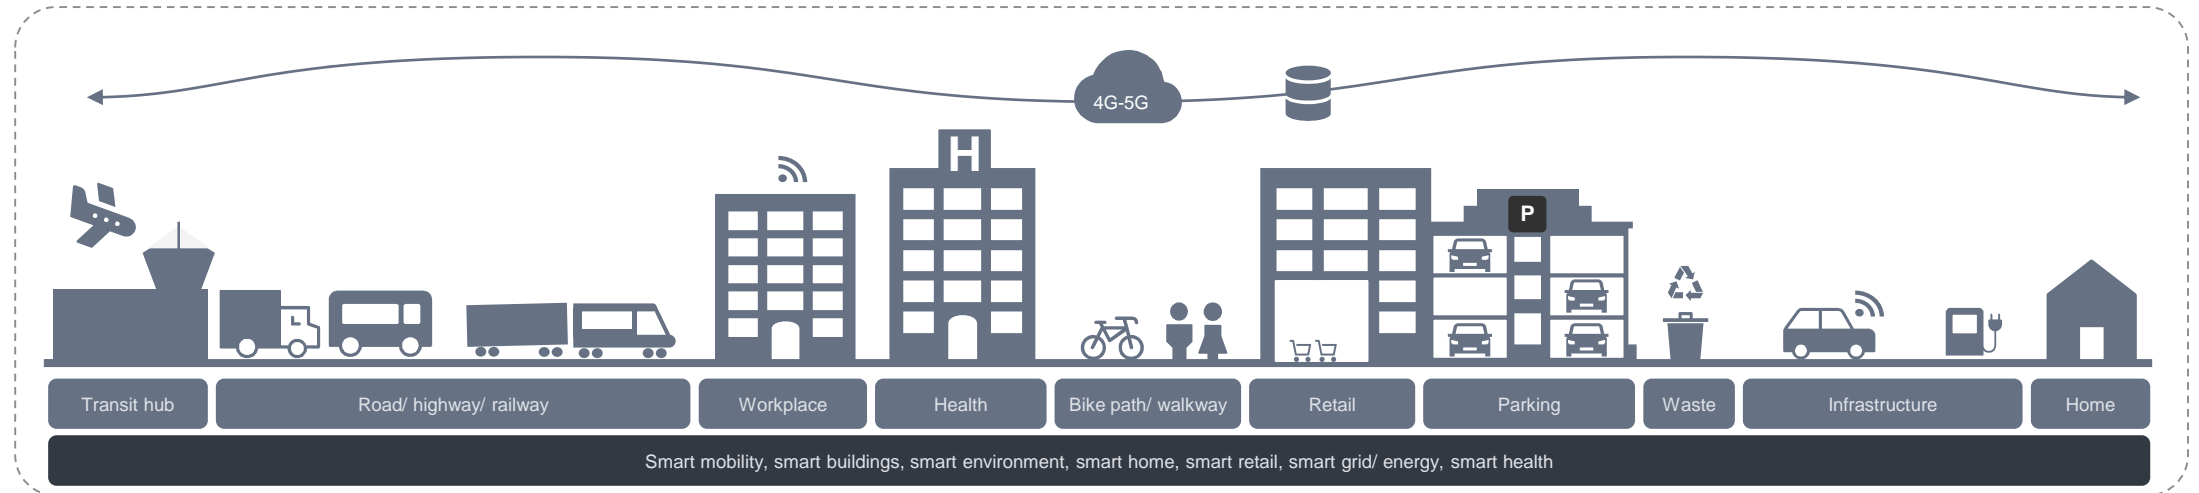 4G-5G
H
P
Transit hub
Road/ highway/ railway
Workplace
Health
Bike path/ walkway
Retail
Parking
Waste
Infrastructure
Home
Smart mobility, smart buildings, smart environment, smart home, smart retail, smart grid/ energy, smart health